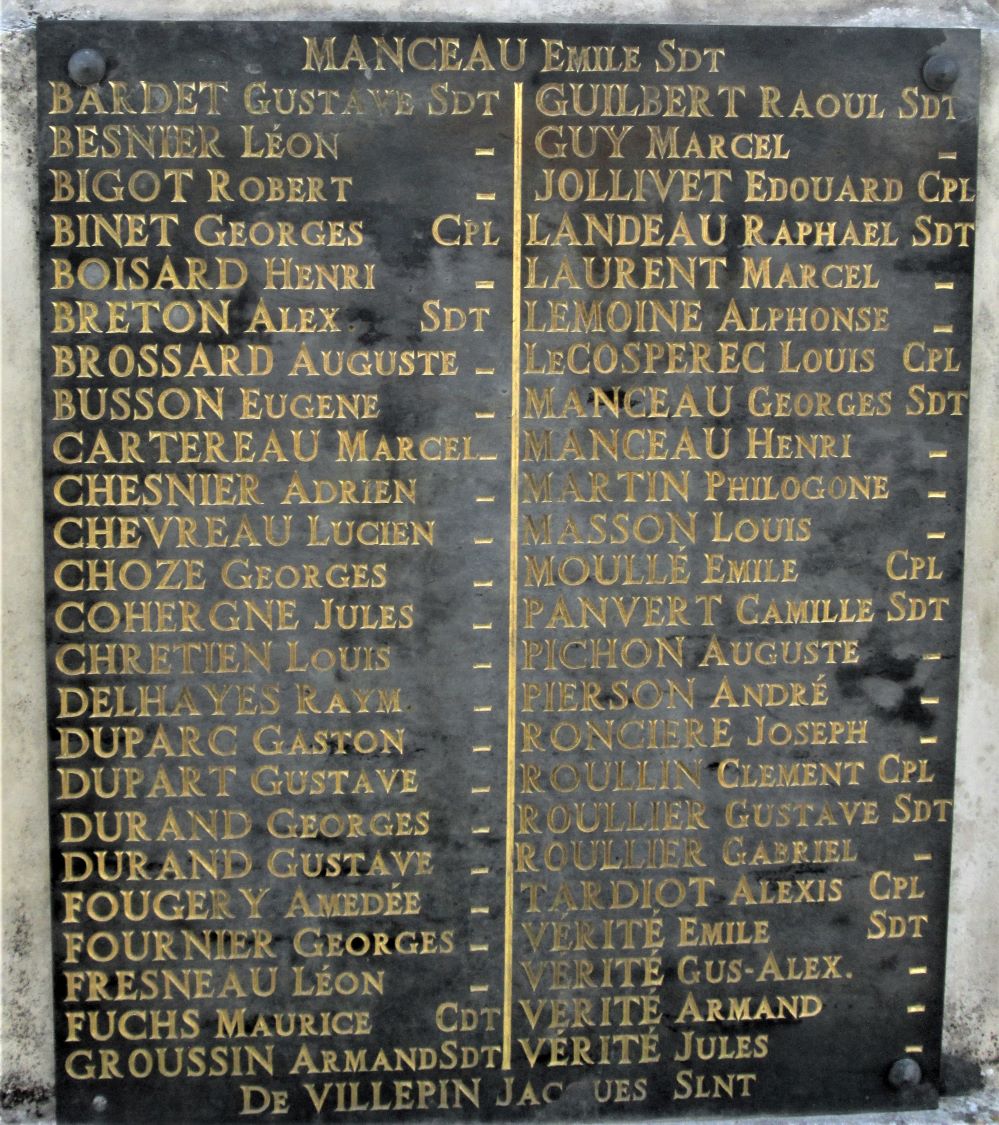 MANCEAU EMILE SDT
BARDET GUSTAVE SDT
BESNIER LÉON –
BIGOT ROBERT –
BINET GEORGES CPL
BOISARD HENRI –
BRETON ALEX. SDT
BROSSARD AUGUSTE –
BUSSON EUGENE –
CARTEREAU MARCEL –
CHESNIER ADRIEN –
CHEVREAU LUCIEN –
CHOZE GEORGES –
COHERGNE JULES –
CHRETIEN LOUIS –
DELHAYES RAYM –
DUPARC GASTON –
DUPART GUSTAVE –
DURAND GEORGES –
DURAND GUSTAVE –
FOUGERY AMEDÉE –
FOURNIER GEORGES –
FRESNEAU LÉON –
FUCHS MAURICE CDT
GROUSSIN ARMAND SDT
GUILBERT RAOUL SDT
GUY MARCEL –
JOLLIVET EDOUARD CPL
LANDEAU RAPHAEL SDT
LAURENT MARCEL –
LEMOINE ALPHONSE –
LECOSPEREC LOUIS CPL
MANCEAU GEORGES SDT
MANCEAU HENRI –
MARTIN PHILOGONE –
MASSON LOUIS –
MOULLÉ EMILE CPL
PANVERT CAMILLE SDT
PICHON AUGUSTE –
PIERSON ANDRÉ –
RONCIERE JOSEPH –
ROULLIN CLEMENT CPL
ROULLIER GUSTAVE SDT
ROULLIER GABRIEL –
TARDIOT ALEXIS CPL
VÉRITÉ EMILE SDT
VÉRITÉ GUS-ALEX. –
VÉRITÉ ARMAND –
VÉRITÉ JULES –
DE VILLEPIN JACQUES SLNT